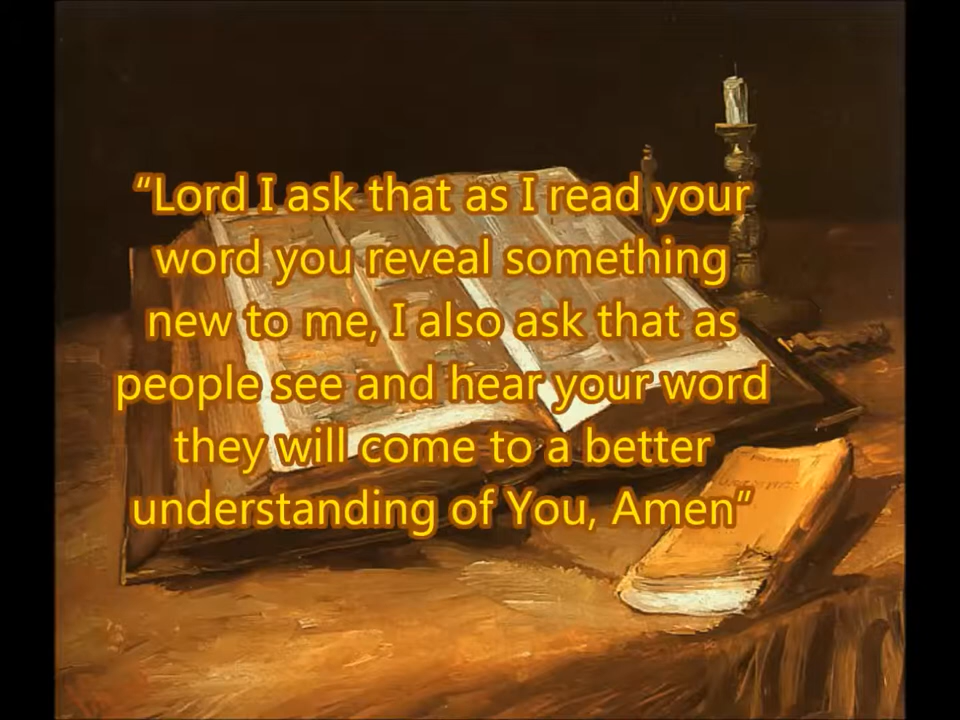 “Lord I ask that as I read your
word you reveal something
new to me, I also ask that as
people see and hear your word
they will come to a better
understanding of You, Amen”